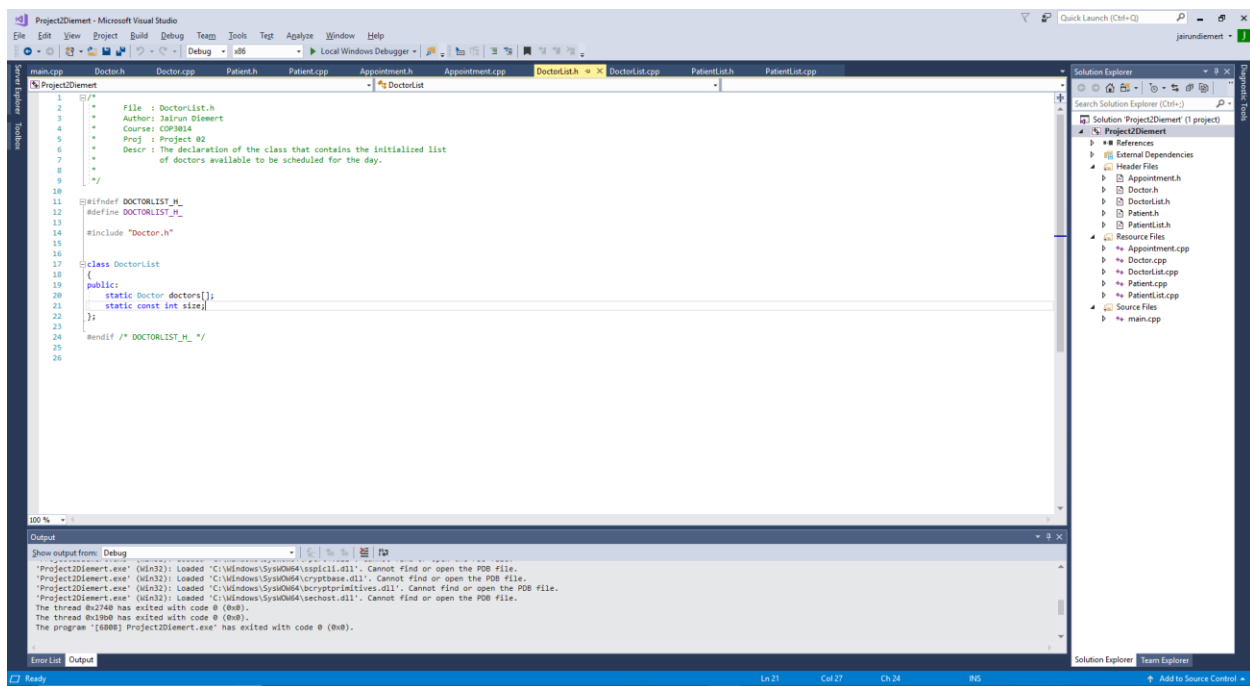 Project2Diemert - Microsoft Visual Studio
Quick Launch (Ctrl+Q)
File Edit View Project Build Debug Team Tools Test Analyze Window Help
jairundiemert
J
Debug x86 Local Windows Debugger
Server Explorer
Toolbox
main.cpp Doctor.h Doctor.cpp Patient.h Patient.cpp Appointment.h Appointment.cpp DoctorList.h DoctorList.cpp PatientList.h PatientList.cpp
Project2Diemert DoctorList
1 /*
2 * File : DoctorList.h
3 * Author: Jairun Diemert
4 * Course: COP3014
5 * Proj : Project 02
6 * Descr : The declaration of the class that contains the initialized list
7 * of doctors available to be scheduled for the day.
8 *
9 */
10
11 #ifndef DOCTORLIST_H_
12 #define DOCTORLIST_H_
13
14 #include "Doctor.h"
15
16
17 class DoctorList
18 {
19 public:
20 static Doctor doctors[];
21 static const int size;
22 };
23
24 #endif /* DOCTORLIST_H_ */
25
26
100 %
Output
Show output from: Debug
'Project2Diemert.exe' (Win32): Loaded 'C:\Windows\SysWOW64\sspicli.dll'. Cannot find or open the PDB file.
'Project2Diemert.exe' (Win32): Loaded 'C:\Windows\SysWOW64\cryptbase.dll'. Cannot find or open the PDB file.
'Project2Diemert.exe' (Win32): Loaded 'C:\Windows\SysWOW64\bcryptprimitives.dll'. Cannot find or open the PDB file.
'Project2Diemert.exe' (Win32): Loaded 'C:\Windows\SysWOW64\sechost.dll'. Cannot find or open the PDB file.
The thread 0x2740 has exited with code 0 (0x0).
The thread 0x19b0 has exited with code 0 (0x0).
The program '[6808] Project2Diemert.exe' has exited with code 0 (0x0).
Error List Output
Solution Explorer
Search Solution Explorer (Ctrl+;)
Solution 'Project2Diemert' (1 project)
Project2Diemert
References
External Dependencies
Header Files
Appointment.h
Doctor.h
DoctorList.h
Patient.h
PatientList.h
Resource Files
Appointment.cpp
Doctor.cpp
DoctorList.cpp
Patient.cpp
PatientList.cpp
Source Files
main.cpp
Solution Explorer Team Explorer
Diagnostic Tools
Ready Ln 21 Col 27 Ch 24 INS Add to Source Control